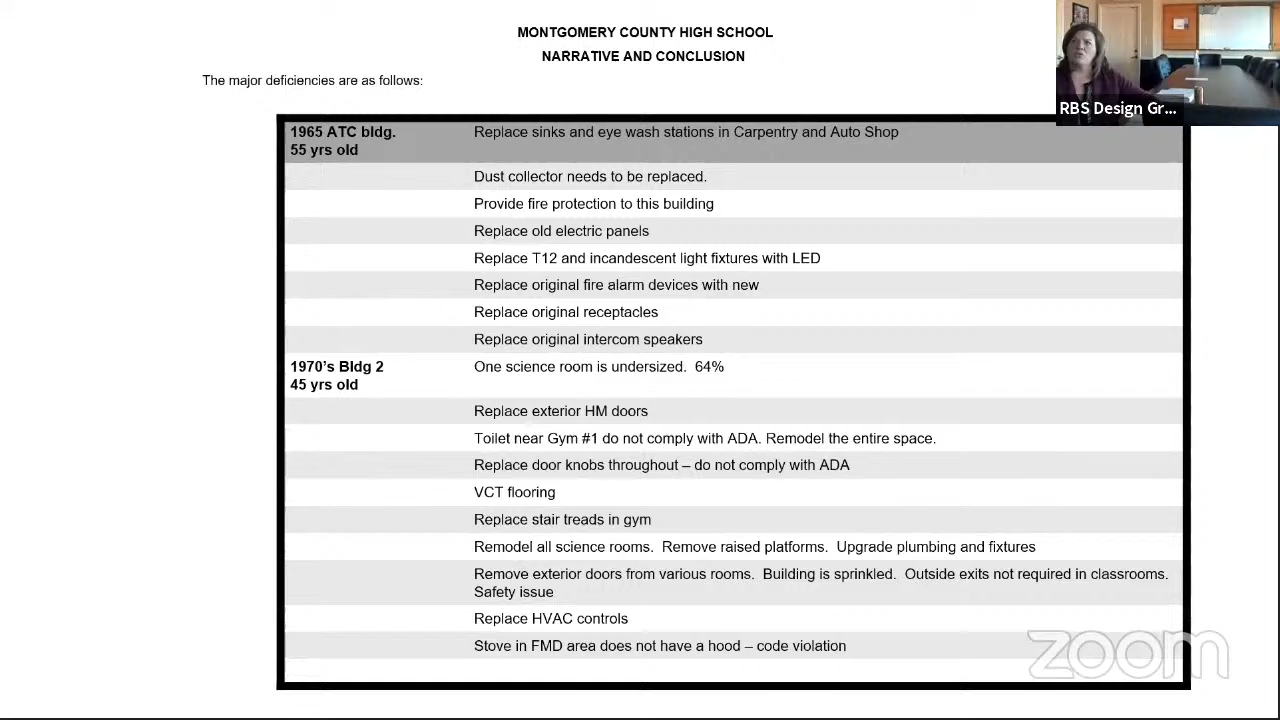 MONTGOMERY COUNTY HIGH SCHOOL
NARRATIVE AND CONCLUSION
The major deficiencies are as follows:
RBS Design Gr...
1965 ATC bldg.
55 yrs old
Replace sinks and eye wash stations in Carpentry and Auto Shop
Dust collector needs to be replaced.
Provide fire protection to this building
Replace old electric panels
Replace T12 and incandescent light fixtures with LED
Replace original fire alarm devices with new
Replace original receptacles
Replace original intercom speakers
1970's Bldg 2
45 yrs old
One science room is undersized.  64%
Replace exterior HM doors
Toilet near Gym #1 do not comply with ADA. Remodel the entire space.
Replace door knobs throughout – do not comply with ADA
VCT flooring
Replace stair treads in gym
Remodel all science rooms.  Remove raised platforms.  Upgrade plumbing and fixtures
Remove exterior doors from various rooms.  Building is sprinkled.  Outside exits not required in classrooms.
Safety issue
Replace HVAC controls
Stove in FMD area does not have a hood – code violation
zoom